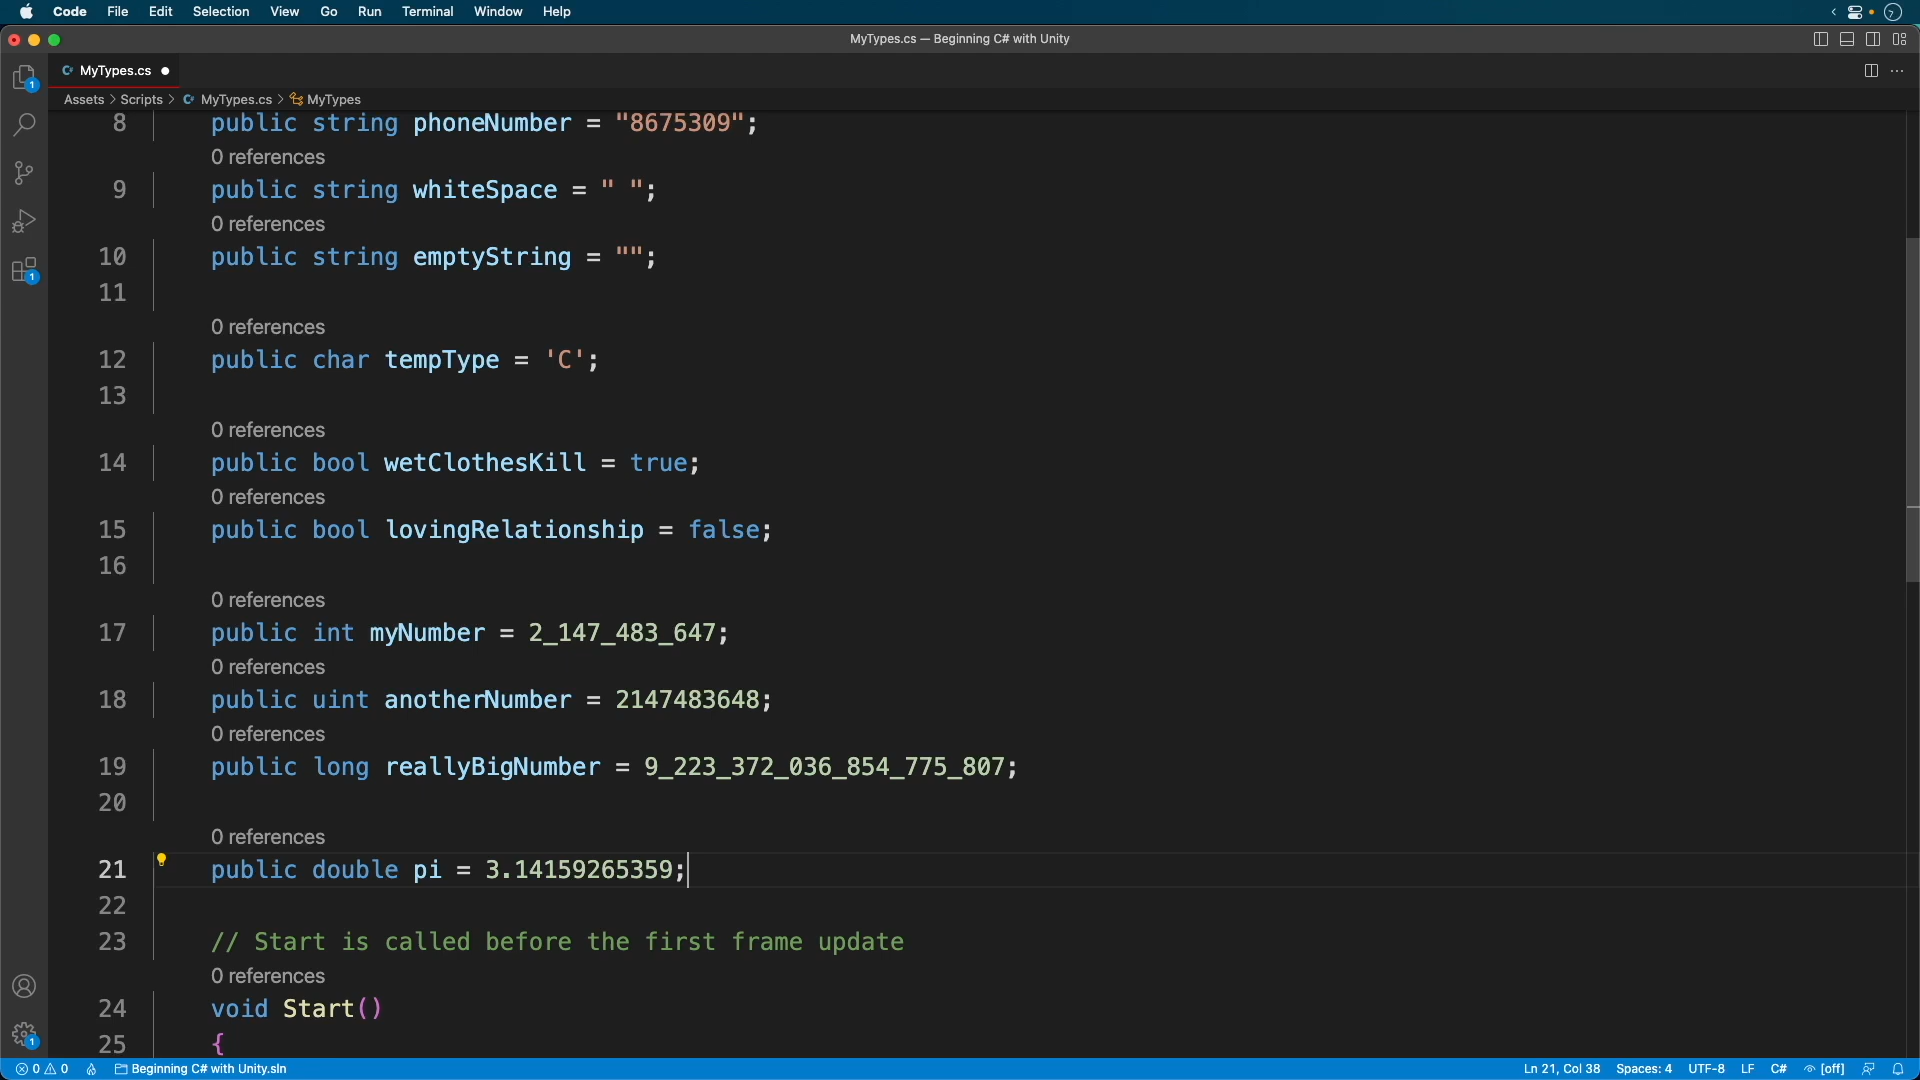 Code File Edit Selection View Go Run Terminal Window Help
MyTypes.cs — Beginning C# with Unity
MyTypes.cs
Assets > Scripts > MyTypes.cs > MyTypes
8 public string phoneNumber = "8675309";
0 references
9 public string whiteSpace = " ";
0 references
10 public string emptyString = "";
11
0 references
12 public char tempType = 'C';
13
0 references
14 public bool wetClothesKill = true;
0 references
15 public bool lovingRelationship = false;
16
0 references
17 public int myNumber = 2_147_483_647;
0 references
18 public uint anotherNumber = 2147483648;
0 references
19 public long reallyBigNumber = 9_223_372_036_854_775_807;
20
0 references
21 public double pi = 3.14159265359;
22
23 // Start is called before the first frame update
0 references
24 void Start()
25 {
1
1
1
0 0 Beginning C# with Unity.sln Ln 21, Col 38 Spaces: 4 UTF-8 LF C# [off]